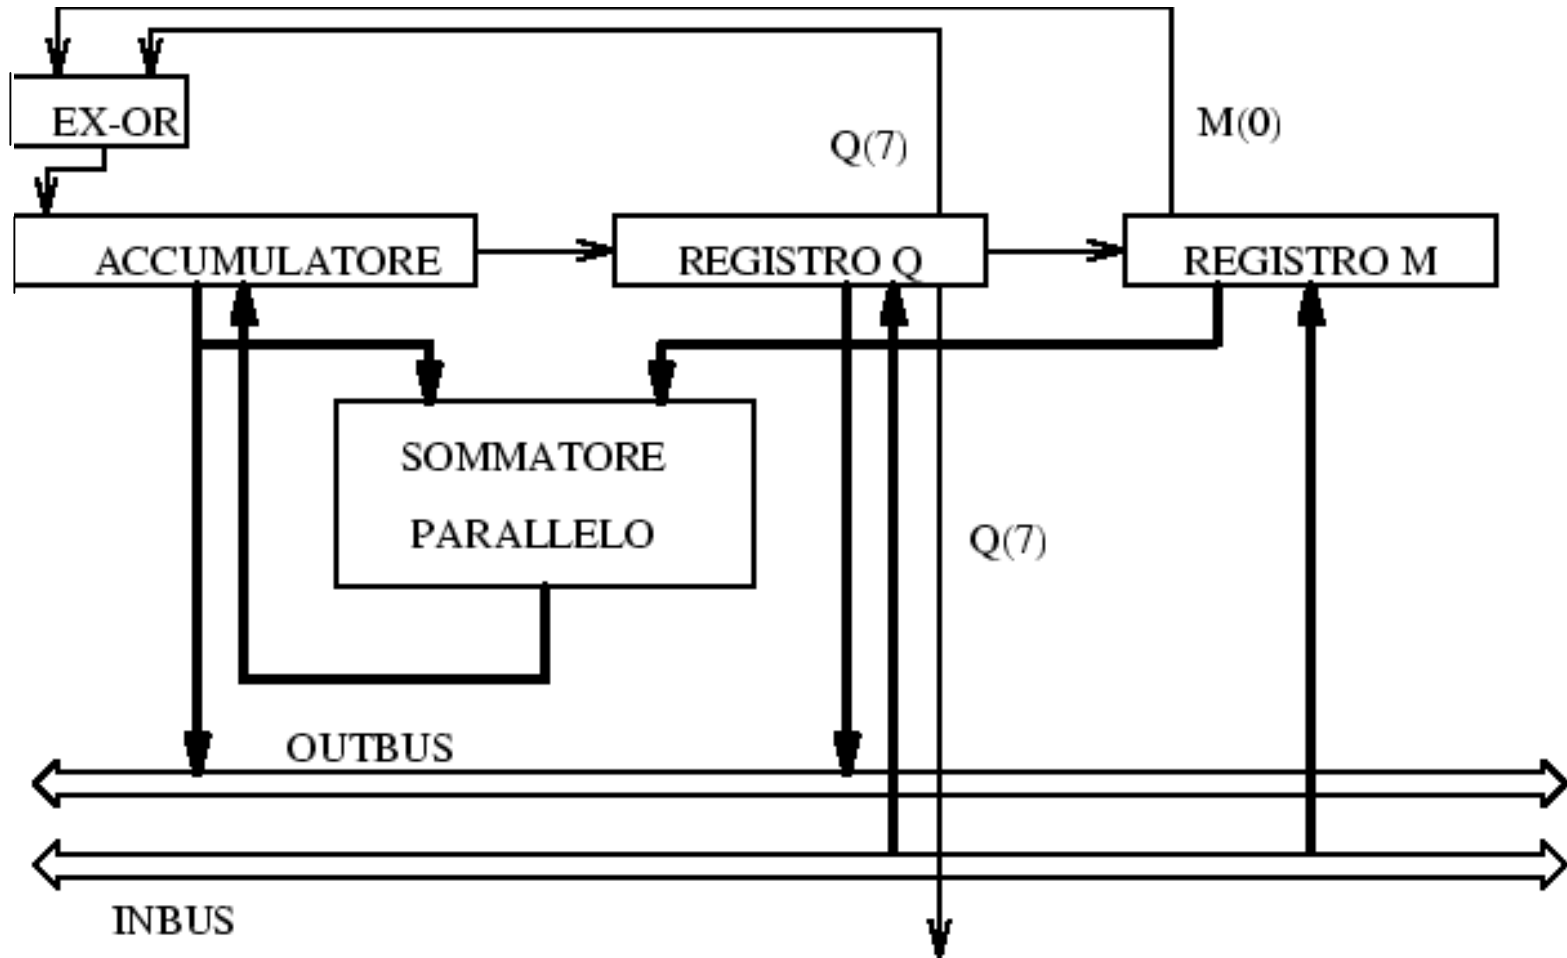 EX-OR
Q(7)
M(0)
ACCUMULATORE
REGISTRO Q
REGISTRO M
SOMMATORE
PARALLELO
Q(7)
OUTBUS
INBUS